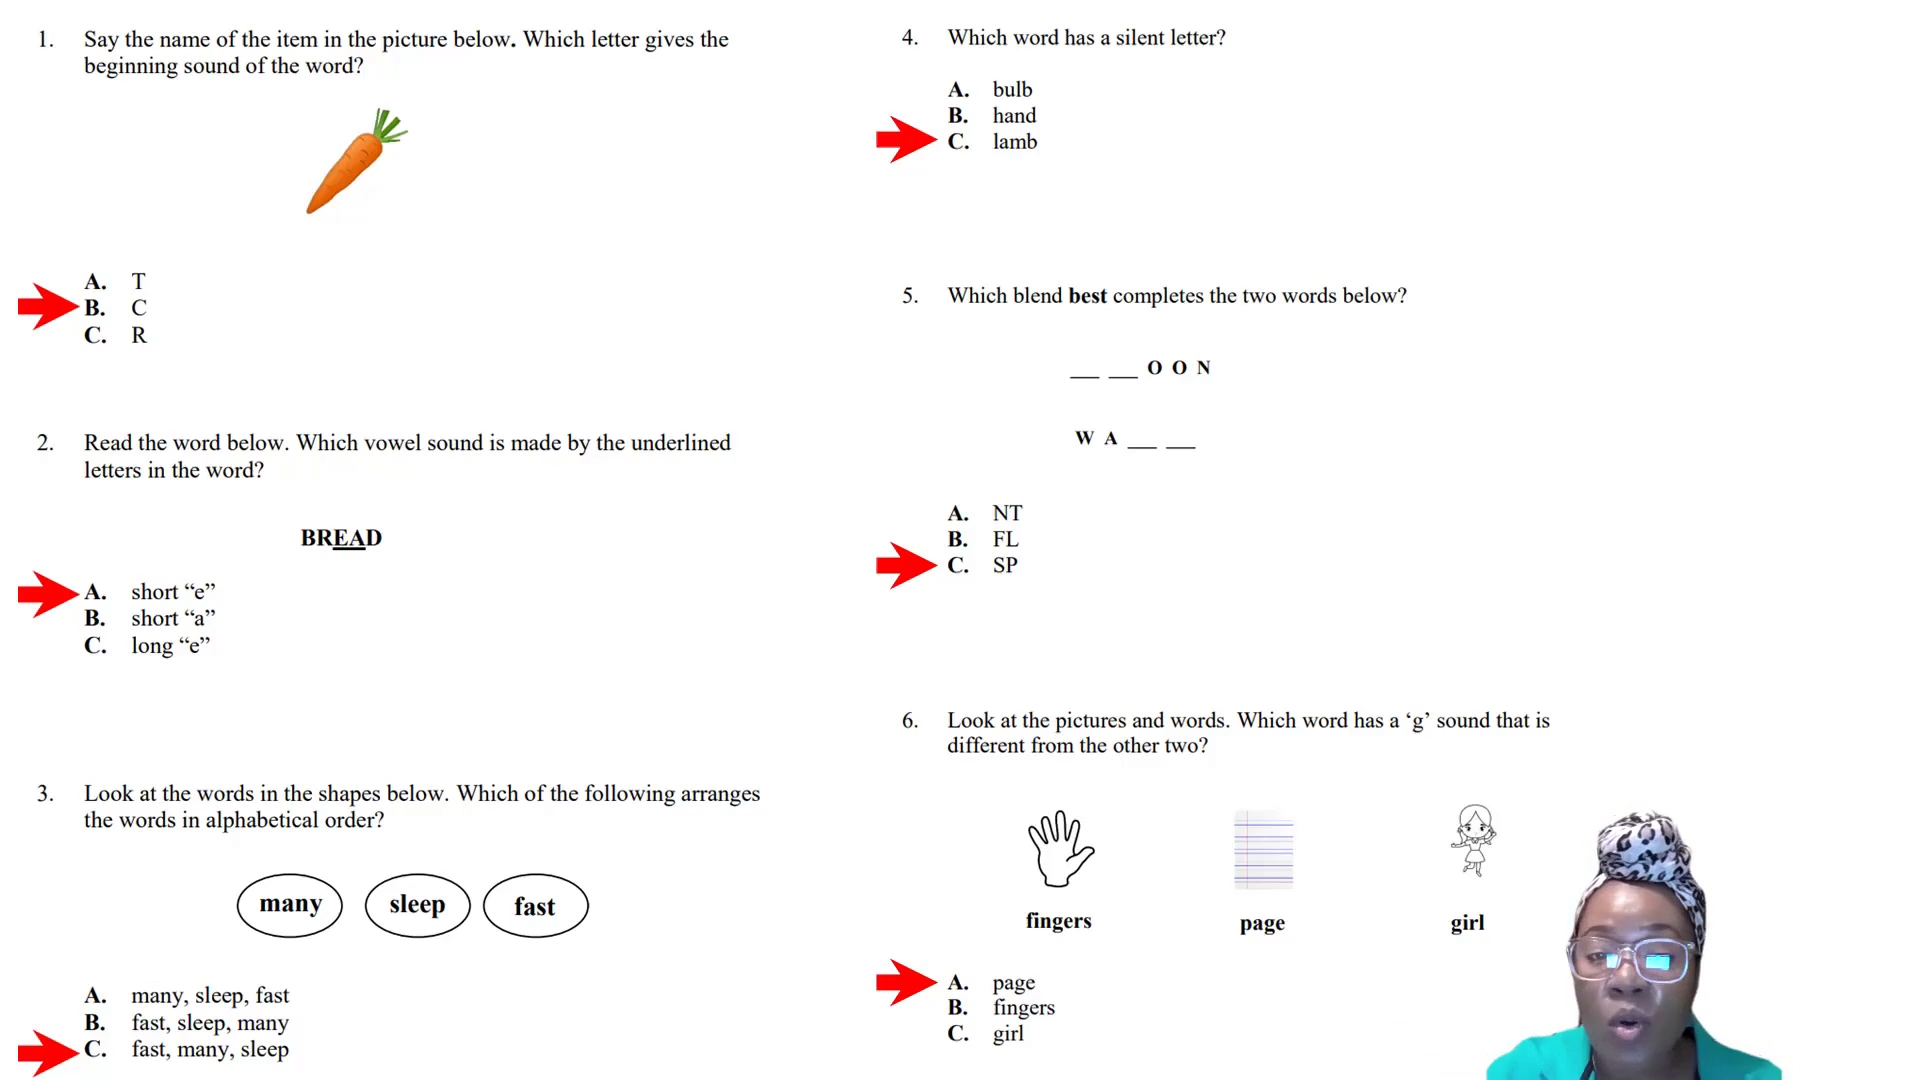 1. Say the name of the item in the picture below. Which letter gives the
beginning sound of the word?
A. T
B. C
C. R
2. Read the word below. Which vowel sound is made by the underlined
letters in the word?
BREAD
A. short “e”
B. short “a”
C. long “e”
3. Look at the words in the shapes below. Which of the following arranges
the words in alphabetical order?
many sleep fast
A. many, sleep, fast
B. fast, sleep, many
C. fast, many, sleep
4. Which word has a silent letter?
A. bulb
B. hand
C. lamb
5. Which blend best completes the two words below?
__ __ O O N
W A __ __
A. NT
B. FL
C. SP
6. Look at the pictures and words. Which word has a ‘g’ sound that is
different from the other two?
fingers page girl
A. page
B. fingers
C. girl